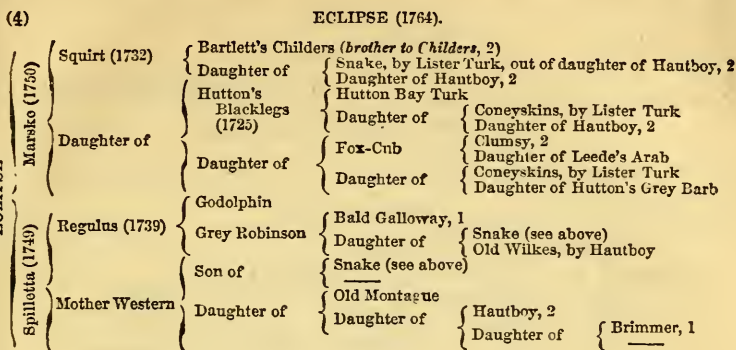 (4) ECLIPSE (1764).
Bartlett's Childers (brother to Childers, 2)
Squirt (1732)
Daughter of
Snake, by Lister Turk, out of daughter of Hautboy, 2
Daughter of Hautboy, 2
Marsko (1750)
Hutton's
Blacklegs
(1725)
Hutton Bay Turk
Daughter of
Coneyskins, by Lister Turk
Daughter of Hautboy, 2
Daughter of
Daughter of
Fox-Cub
Clumsy, 2
Daughter of Leede's Arab
Daughter of
Coneyskins, by Lister Turk
Daughter of Hutton's Grey Barb
Godolphin
Regulus (1739)
Grey Robinson
Bald Galloway, 1
Daughter of
Snake (see above)
Old Wilkes, by Hautboy
Spilletta (1749)
Son of
Snake (see above)
Mother Western
Daughter of
Old Montague
Daughter of
Hautboy, 2
Daughter of
Brimmer, 1